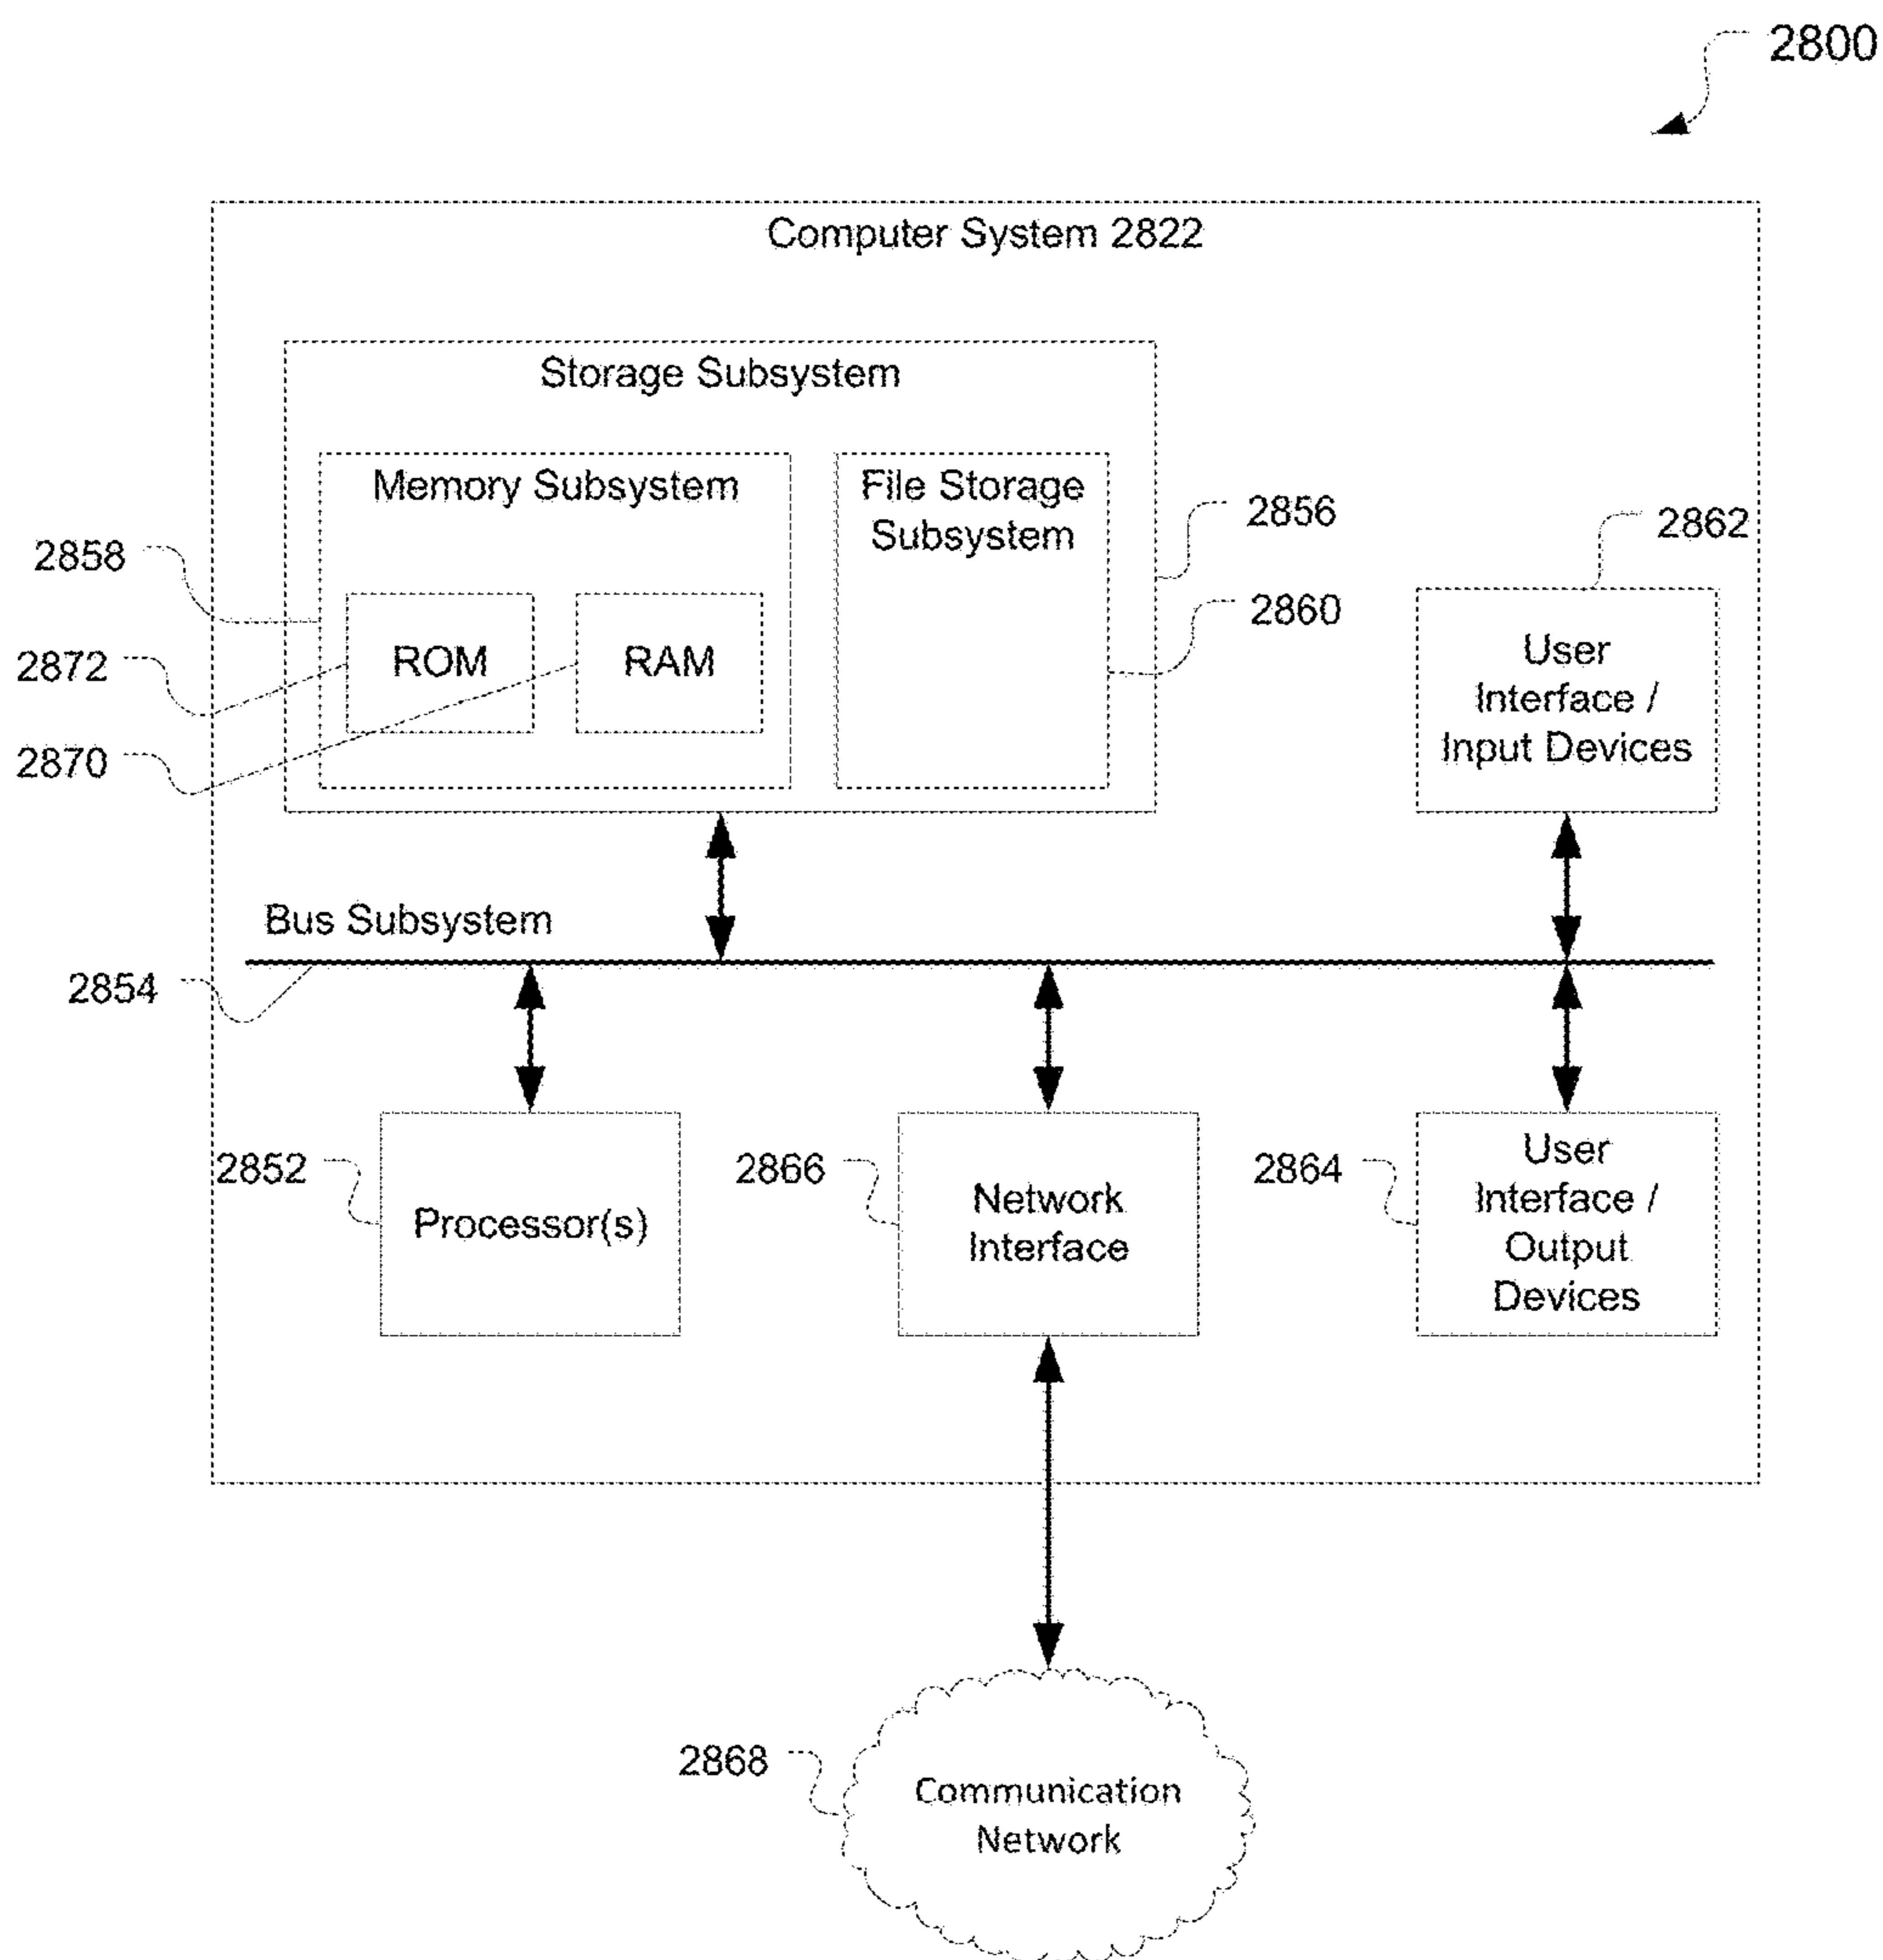 2800
Computer System 2822
Storage Subsystem
Memory Subsystem
File Storage
Subsystem
2856
2862
2858
2860
ROM
RAM
2872
User
Interface /
Input Devices
2870
Bus Subsystem
2854
2852
Processor(s)
2866
Network
Interface
2864
User
Interface /
Output
Devices
2868
Communication
Network